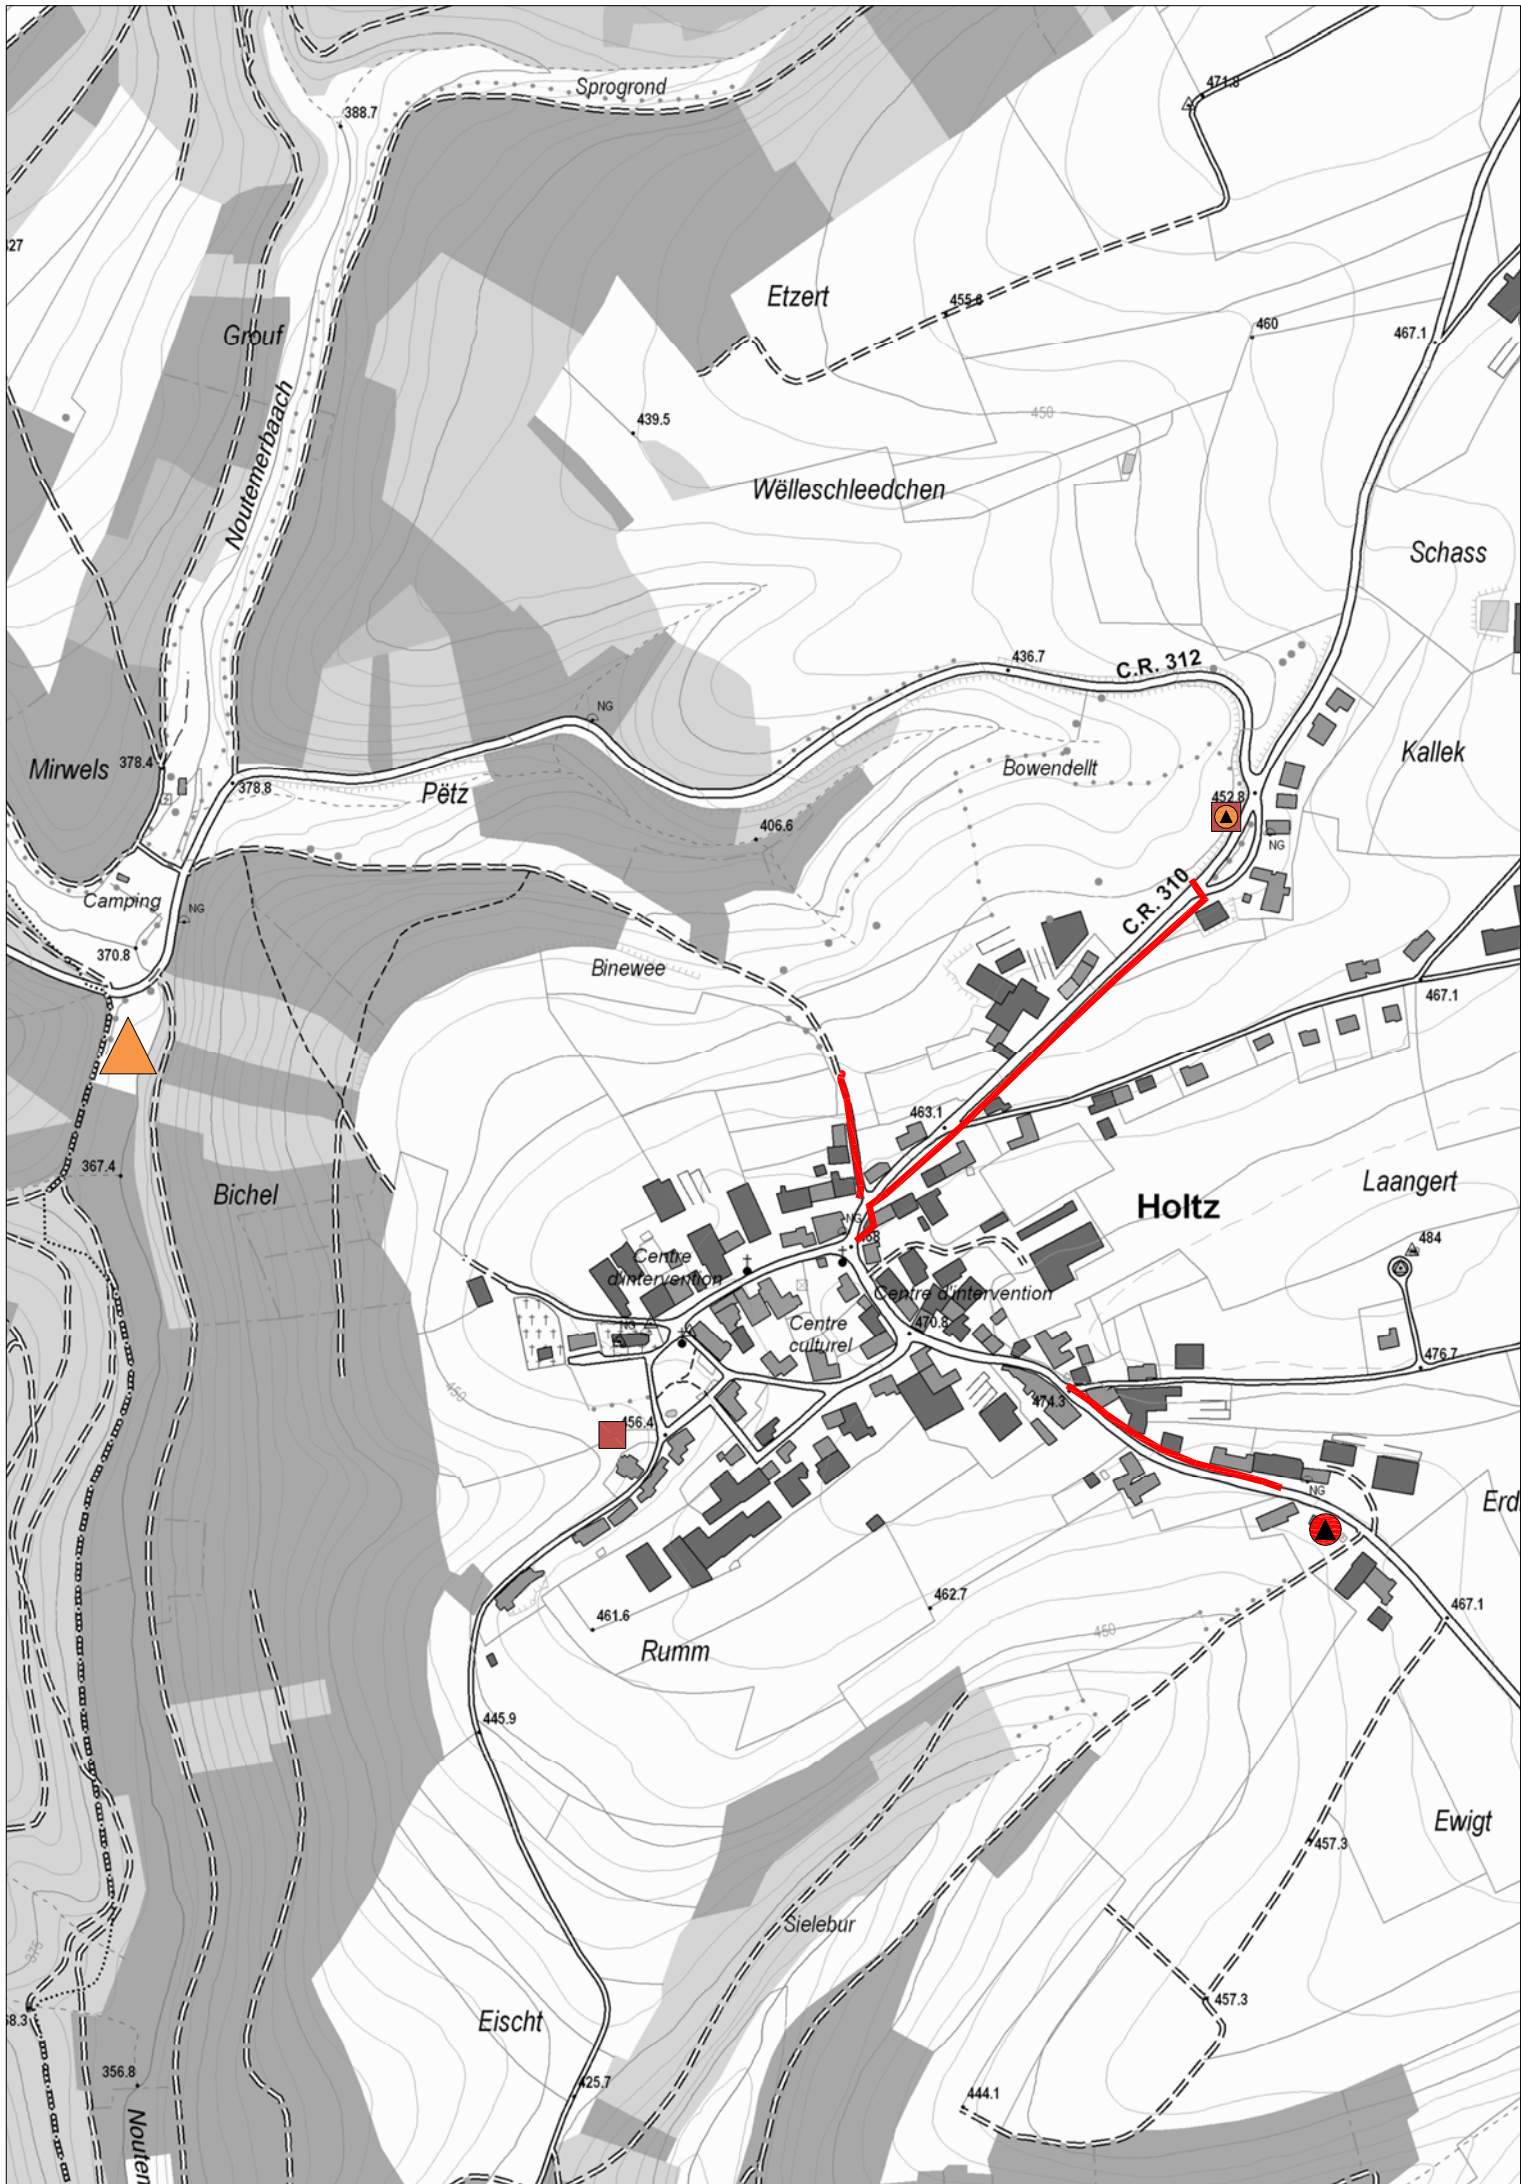 Sprogrond
471.8
388.7
Etzert
455.8
460
467.1
Grouf
439.5
450
Noutemerbaach
Wëlleschleedchen
Schass
436.7
C.R. 312
NG
Mirwels
378.4
378.8
Pëtz
Bowendellt
Kallek
452.8
406.6
NG
C.R. 310
Camping
NG
370.8
Binewee
467.1
463.1
367.4
Bichel
Laangert
Holtz
NG
484
Centre
d'intervention
Centre d'intervention
Centre
culturel
NG
470.8
476.7
450
474.3
456.4
NG
Erd
462.7
461.6
450
467.1
Rumm
445.9
Ewigt
457.3
Sielebur
375
457.3
Eischt
356.8
425.7
444.1
Nouten